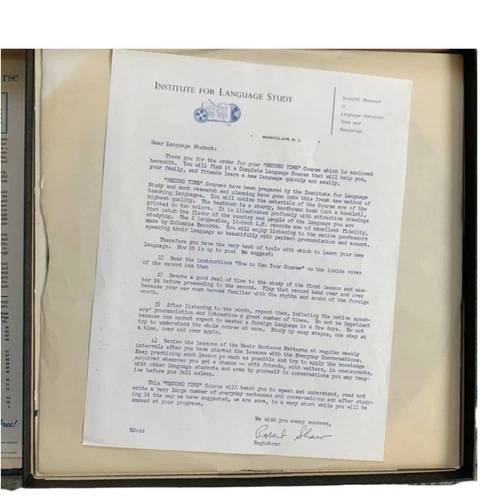 INSTITUTE FOR LANGUAGE STUDY
Scientific Research
in
Language Instruction
Texts and
Recordings
MONTCLAIR, N. J.
Dear Language Student:
Thank you for the order for your "RECORD TIME" Course which is enclosed
herewith. You will find it a Complete Language Course that will help you,
your family, and friends learn a new language quickly and easily.
"RECORD TIME" Courses have been prepared by the Institute for Language
Study and much research and planning have gone into this fresh new method of
teaching languages. You will notice the materials of the Course are of the
highest quality. The textbook is a sturdy, hardbound book (not a booklet),
printed in two colors. It is illustrated profusely with attractive drawings
that catch the flavor of the country and people of the language you are
studying. The 2 large-size, 12-inch L.P. records are of excellent fidelity,
made by Columbia Records. You will enjoy listening to the native professors
speaking their language so beautifully with perfect pronunciation and accent.
Therefore you have the very best of tools with which to learn your new
language. Now it is up to you! We suggest:
1) Read the instructions "How to Use Your Course" on the inside cover
of the record box then
2) Devote a good deal of time to the study of the first lesson and mas-
ter it before proceeding to the second. Play that record band over and over
because your ear must become familiar with the rhythm and sound of the foreign
words.
3) After listening to the words, repeat them, imitating the native speak-
ers' pronunciation and intonation a great number of times. Do not be impatient
because one cannot expect to master a foreign language in a few days. Do not
try to understand the whole course at once. Study by easy stages, one step at
a time, over and over again.
4) Review the Lessons of the Basic Sentence Patterns at regular weekly
intervals after you have started the lessons with the Everyday Conversations.
Keep practicing each lesson as much as possible and try to apply the knowledge
acquired whenever you get a chance -- with friends, with waiters, in restaurants,
with other language students and even by yourself in conversations you may imag-
ine before you fall asleep.
This "RECORD TIME" Course will teach you to speak and understand, read and
write a very large number of everyday sentences and conversations and after study-
ing it the way we have suggested, we are sure, in a very short while you will be
amazed at your progress.
We wish you every success,
Robert Shaw
Registrar